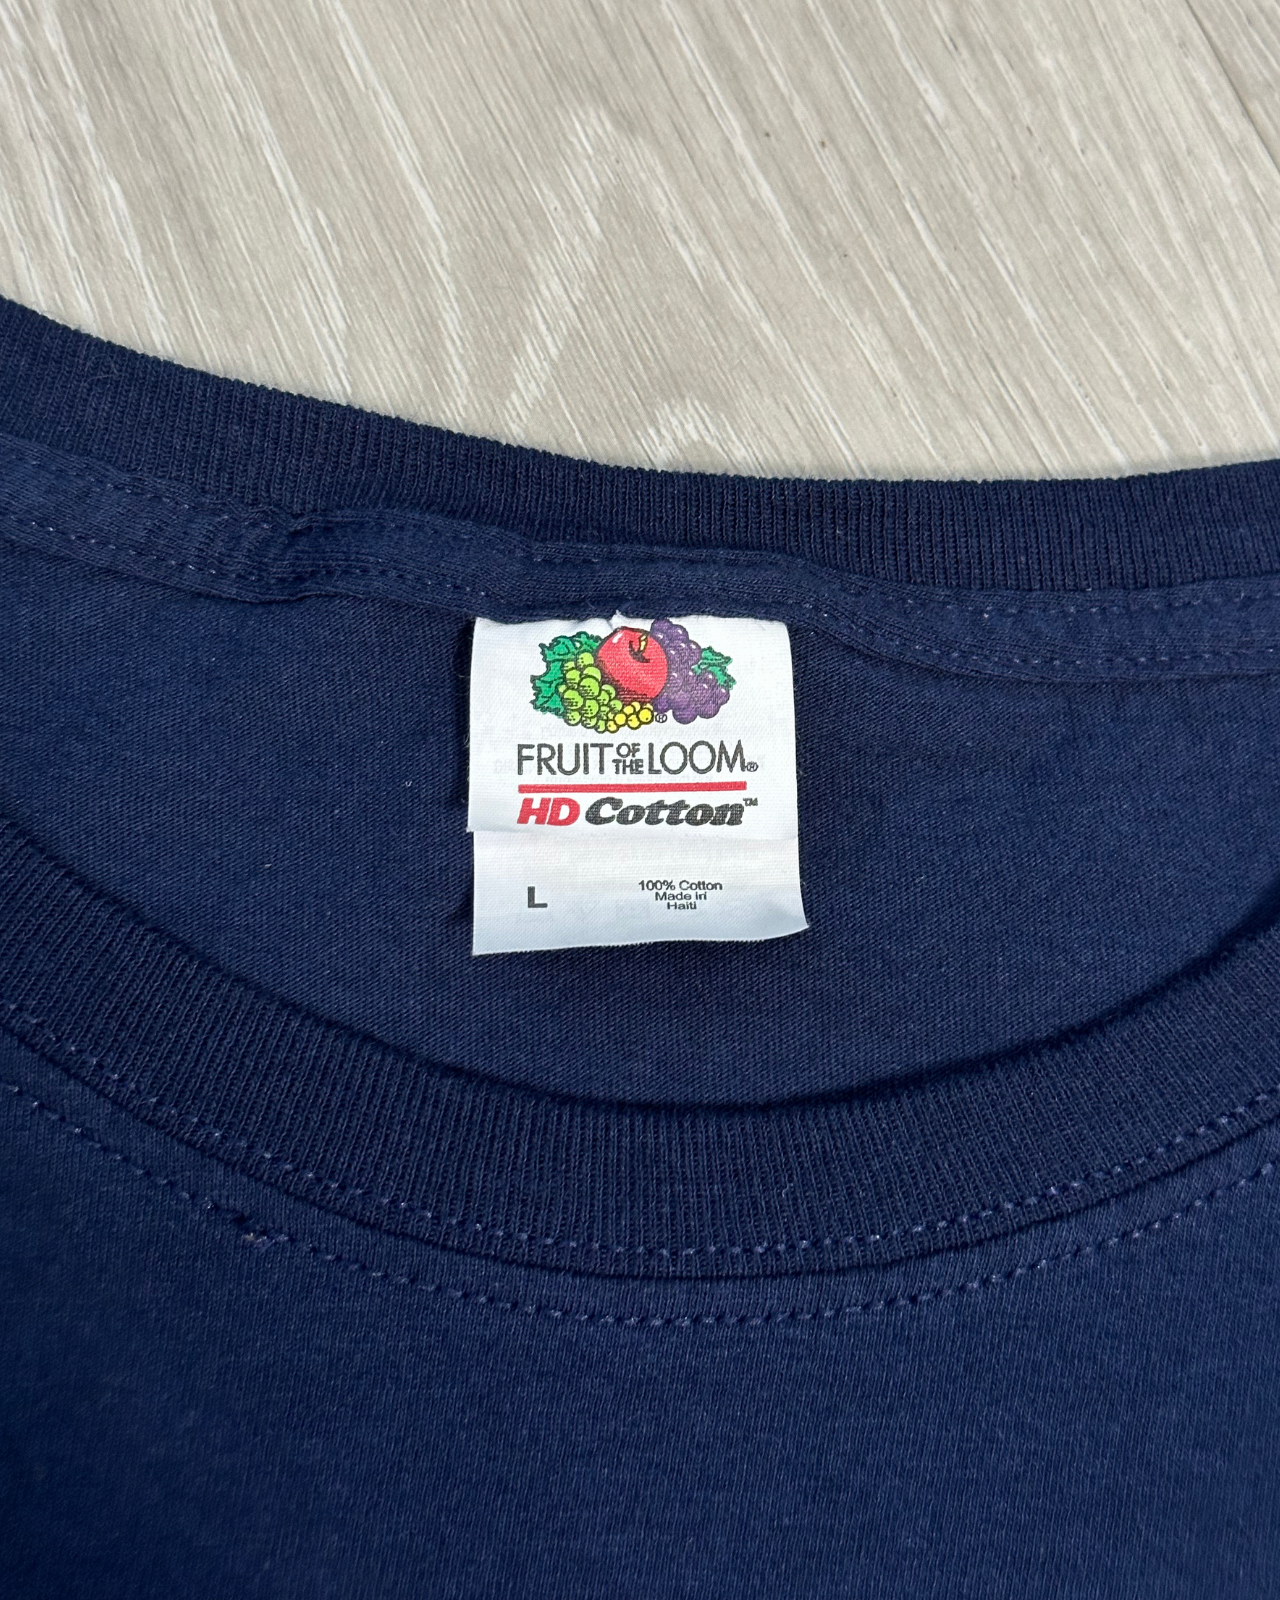 FRUIT OF THE LOOM®
HD Cotton™
L
100% Cotton
Made in
Haiti